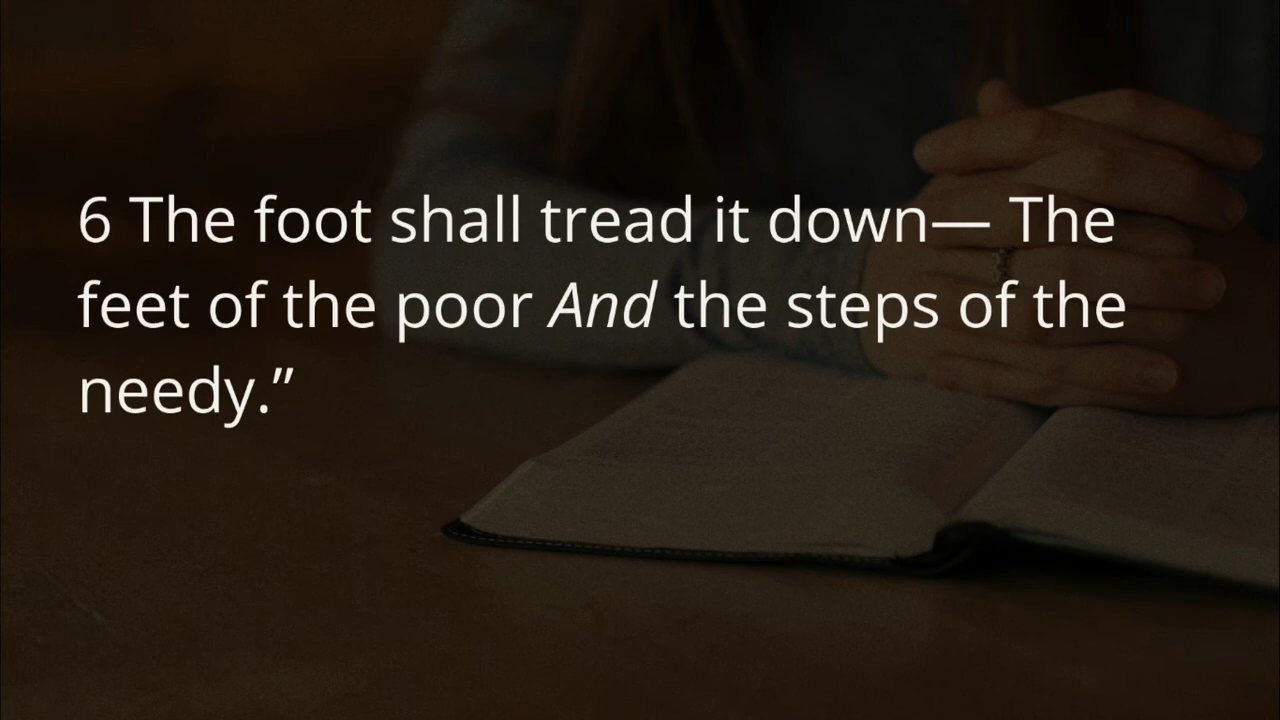 6 The foot shall tread it down— The
feet of the poor And the steps of the
needy.”